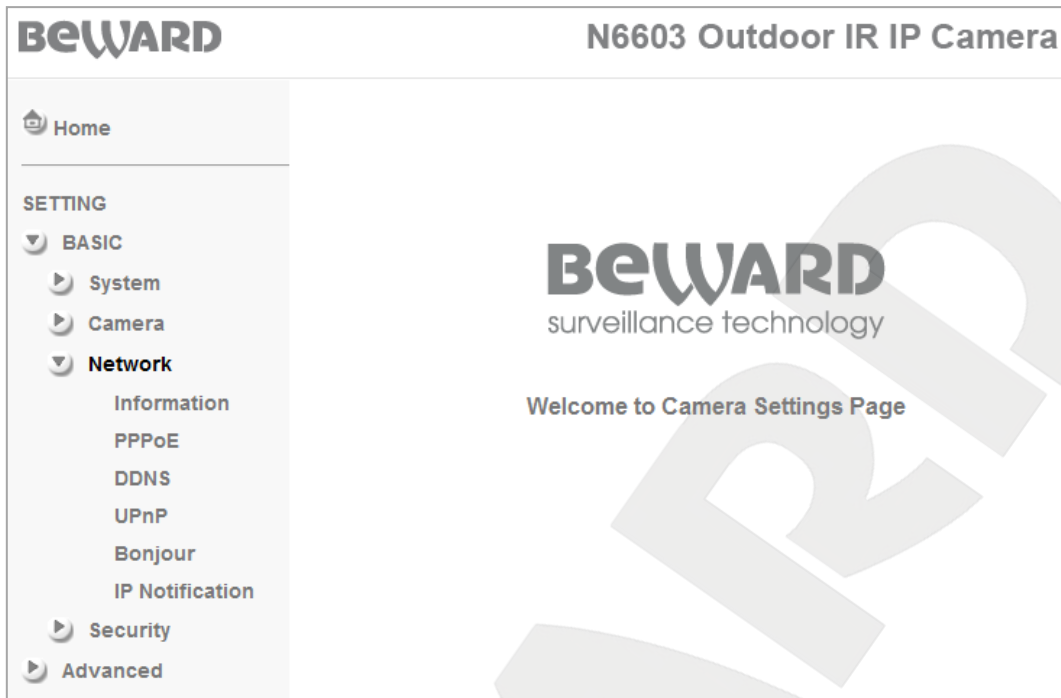 BEWARD
N6603 Outdoor IR IP Camera
Home
SETTING
BASIC
System
Camera
Network
Information
PPPoE
DDNS
UPnP
Bonjour
IP Notification
Security
Advanced
BEWARD
surveillance technology
Welcome to Camera Settings Page